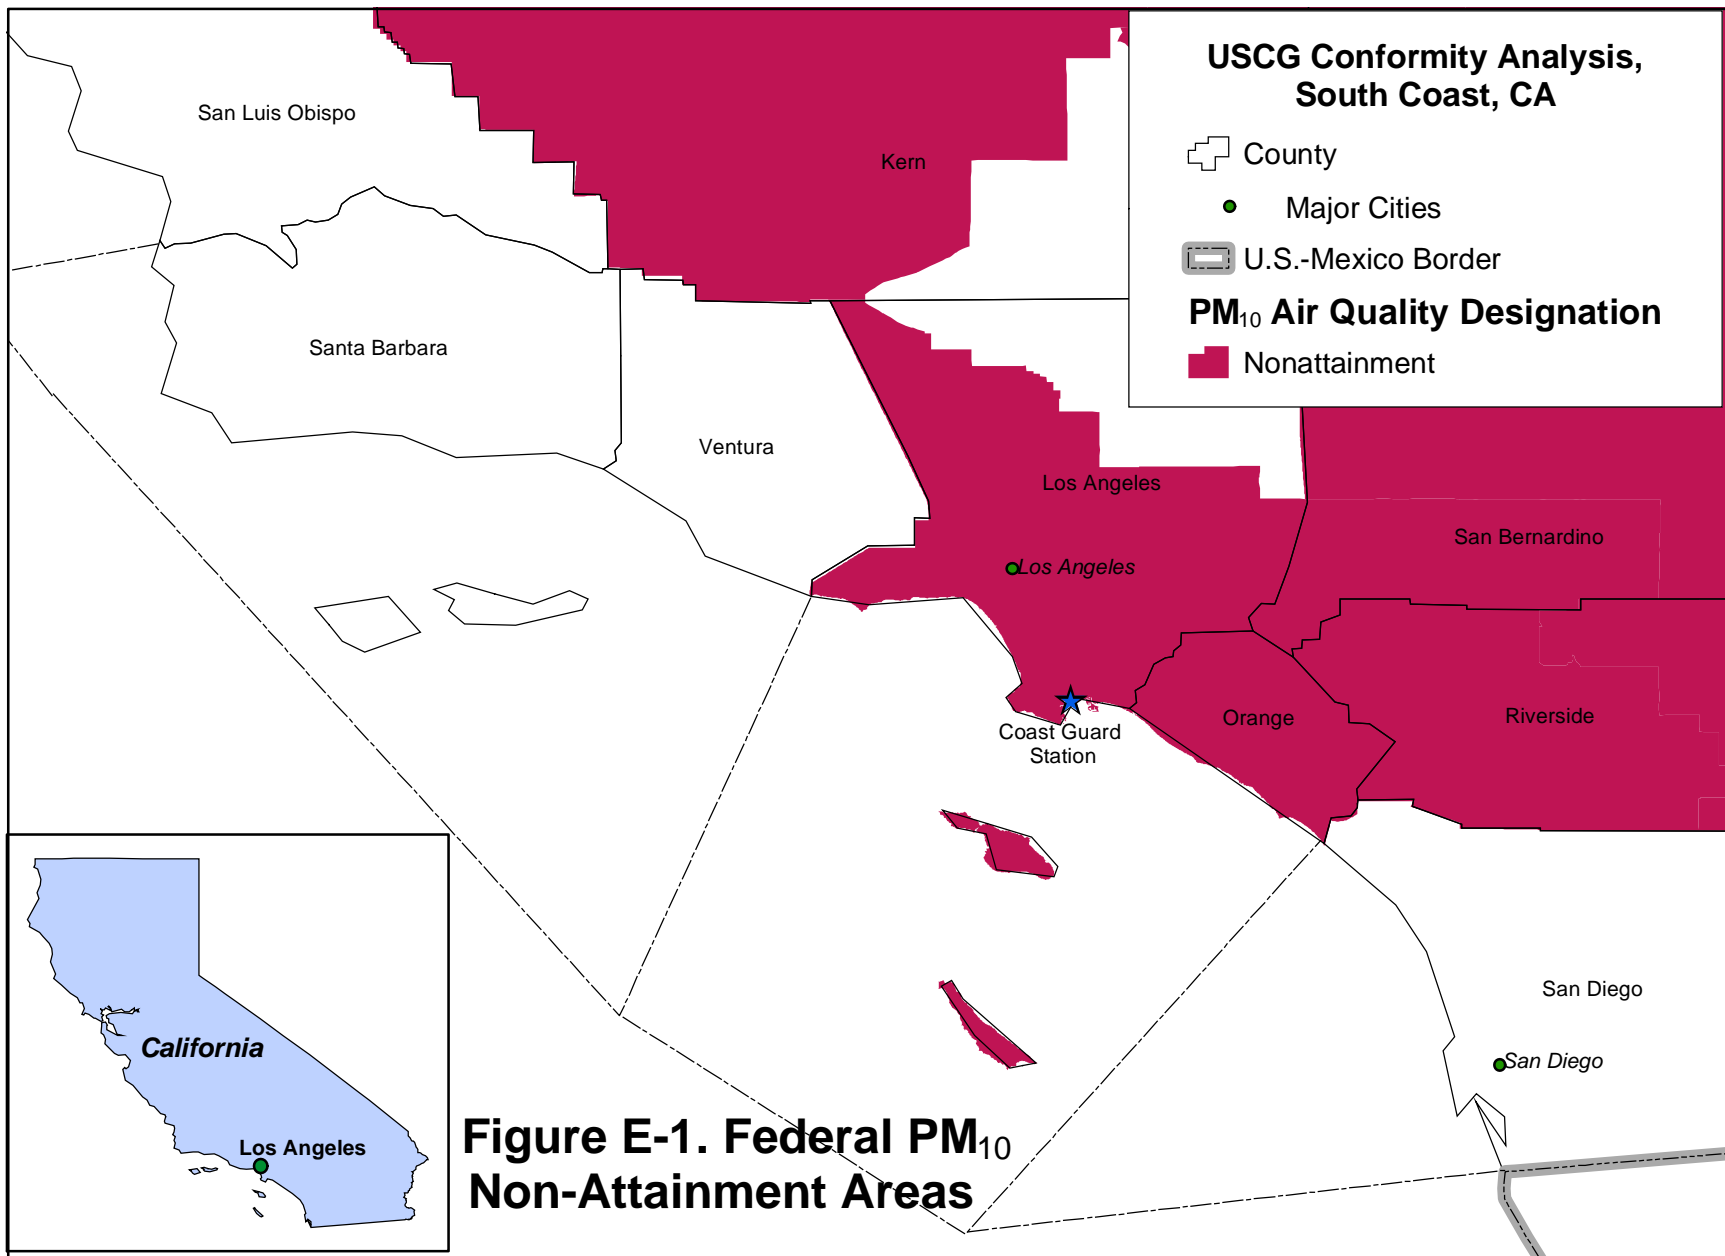 USCG Conformity Analysis,
South Coast, CA
County
Major Cities
U.S.-Mexico Border
PM10 Air Quality Designation
Nonattainment
San Luis Obispo
Kern
Santa Barbara
Ventura
Los Angeles
San Bernardino
Los Angeles
Orange
Riverside
Coast Guard
Station
San Diego
San Diego
California
Los Angeles
Figure E-1. Federal PM10
Non-Attainment Areas